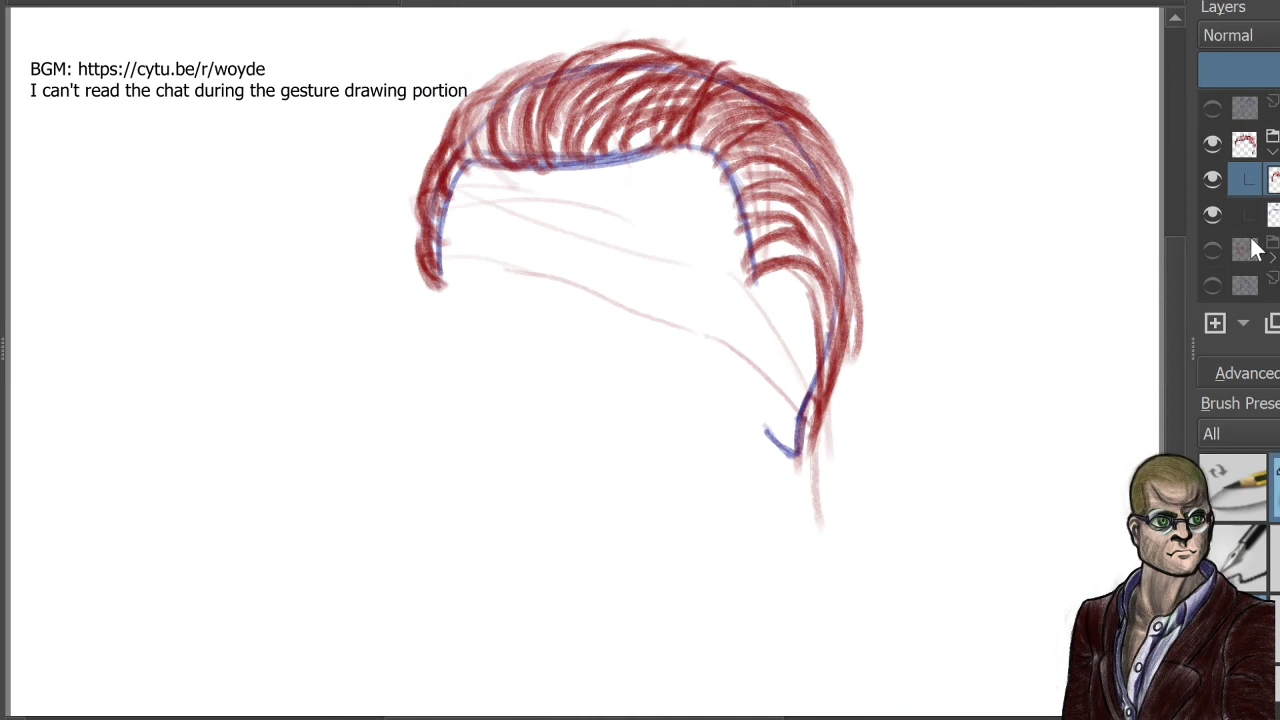 BGM: https://cytu.be/r/woyde
I can't read the chat during the gesture drawing portion
Layers
Normal
Advanced
Brush Prese
All